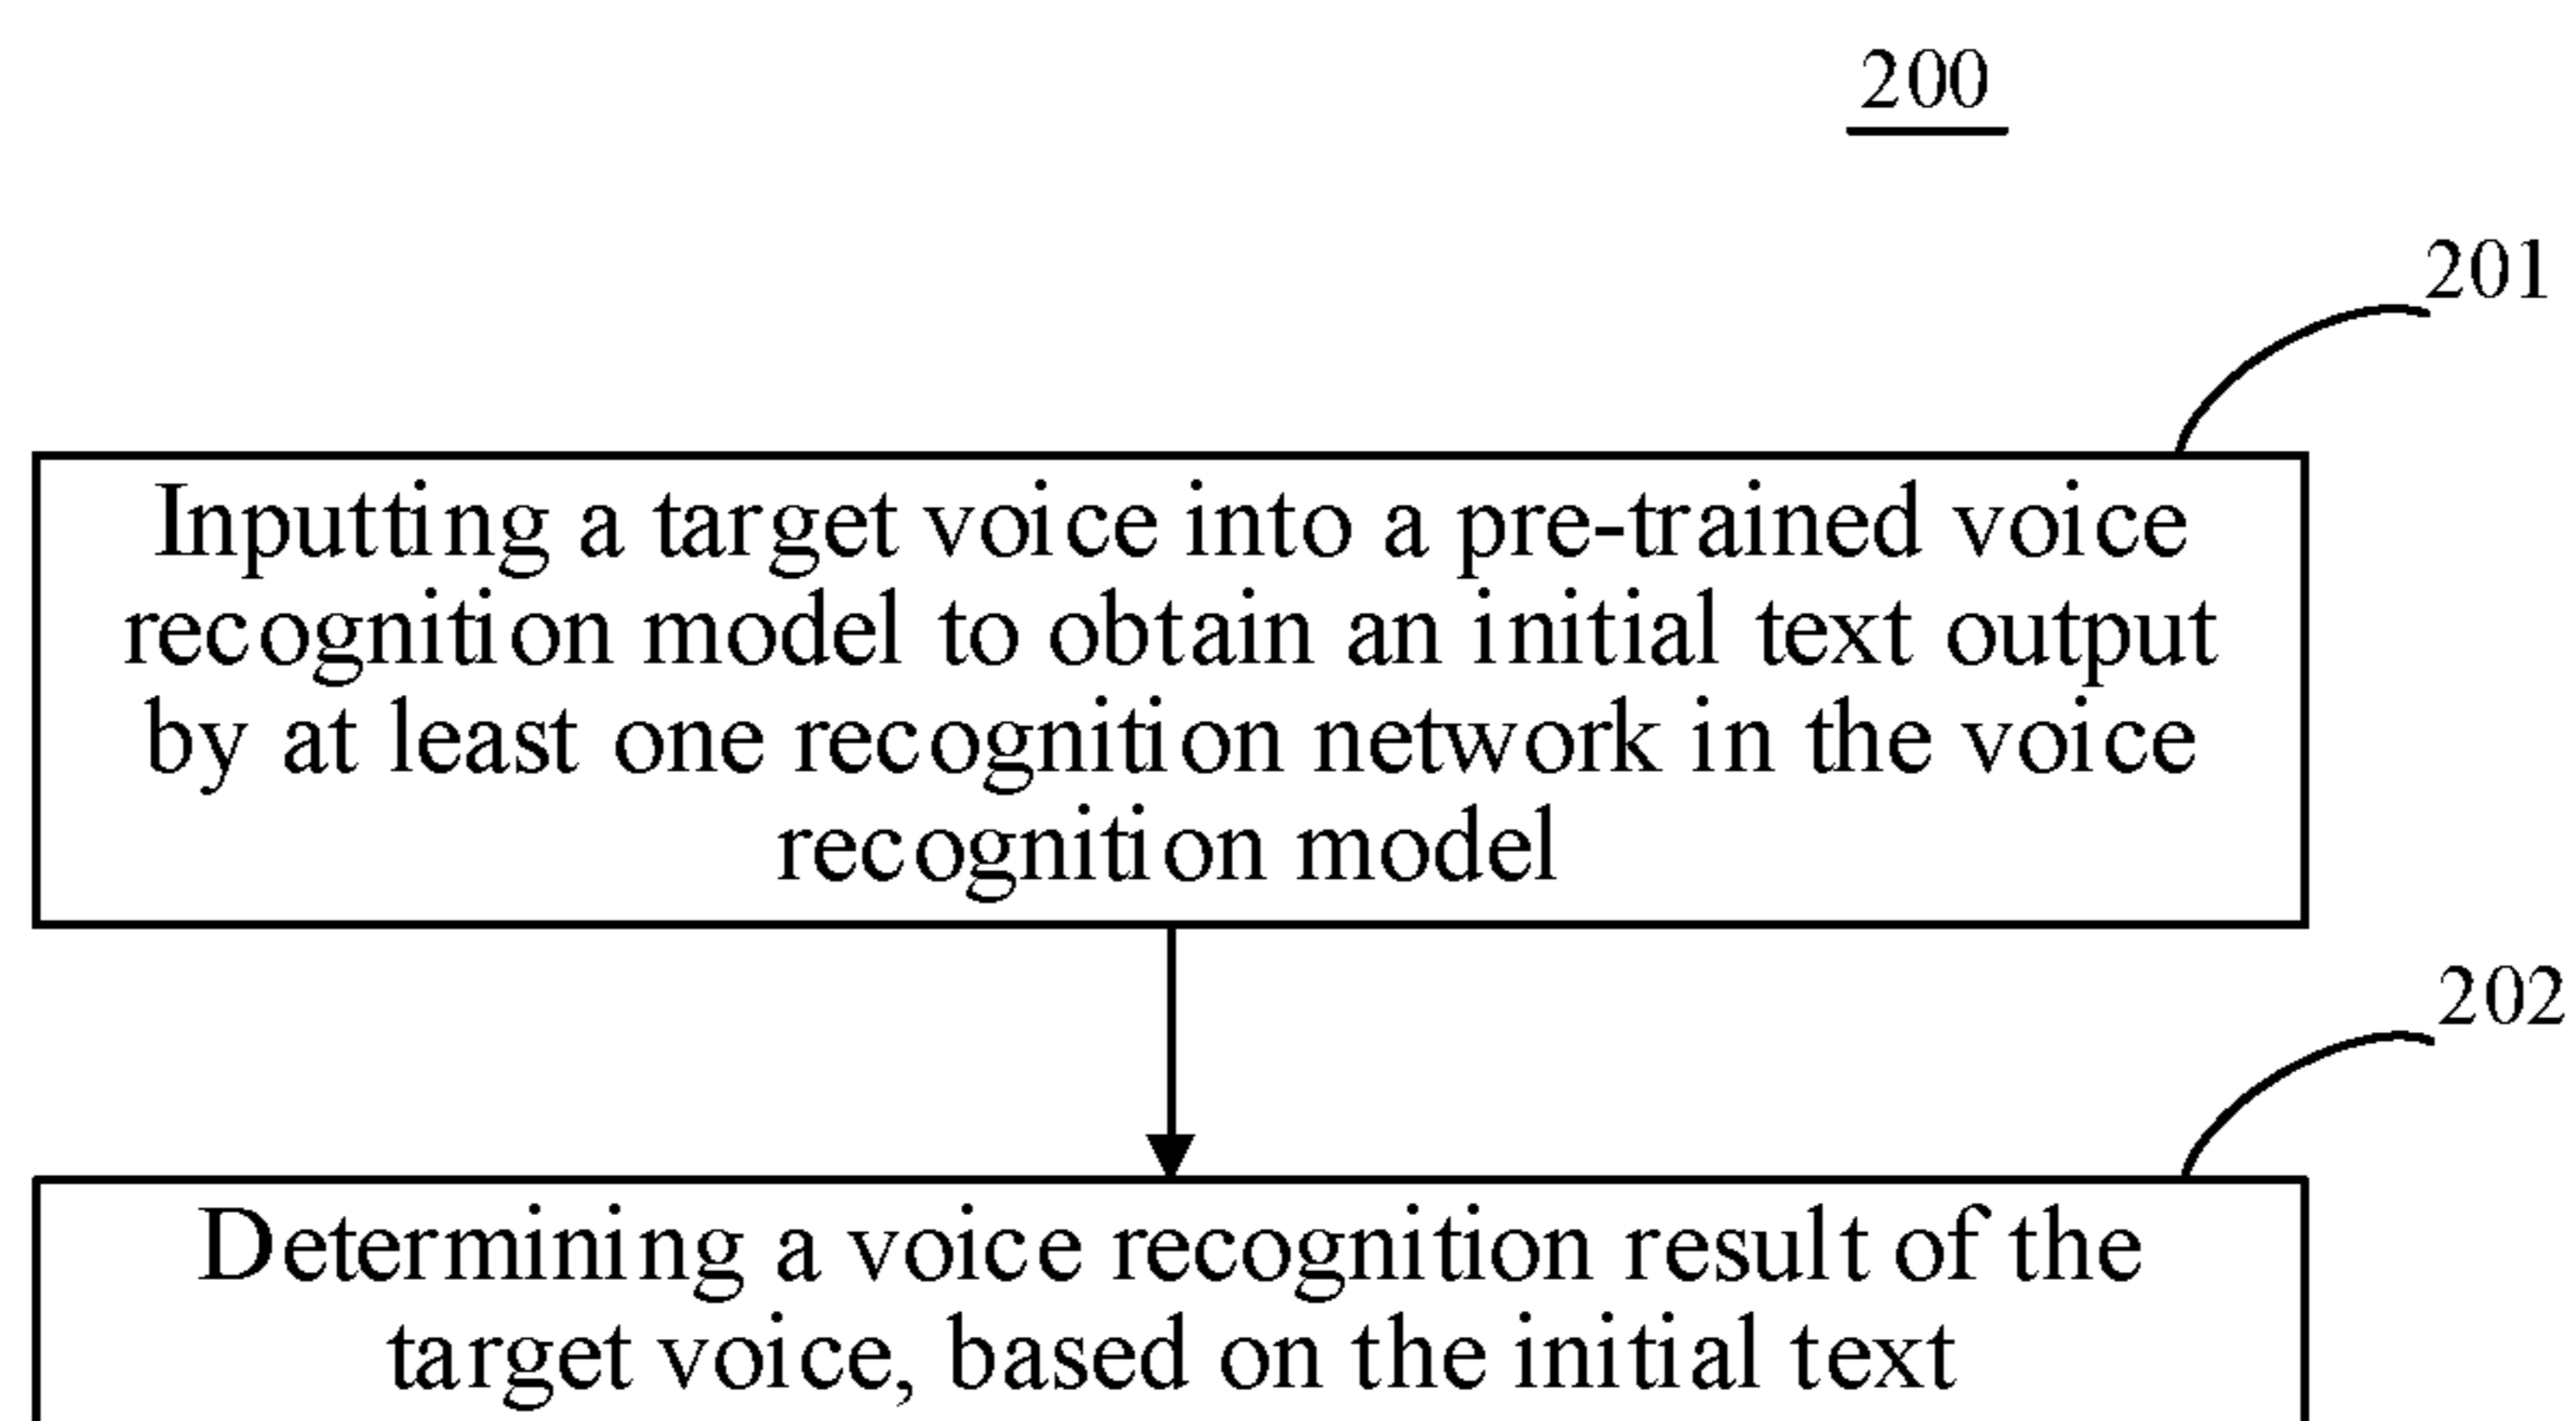 200
201
Inputting a target voice into a pre-trained voice
recognition model to obtain an initial text output
by at least one recognition network in the voice
recognition model
202
Determining a voice recognition result of the
target voice, based on the initial text